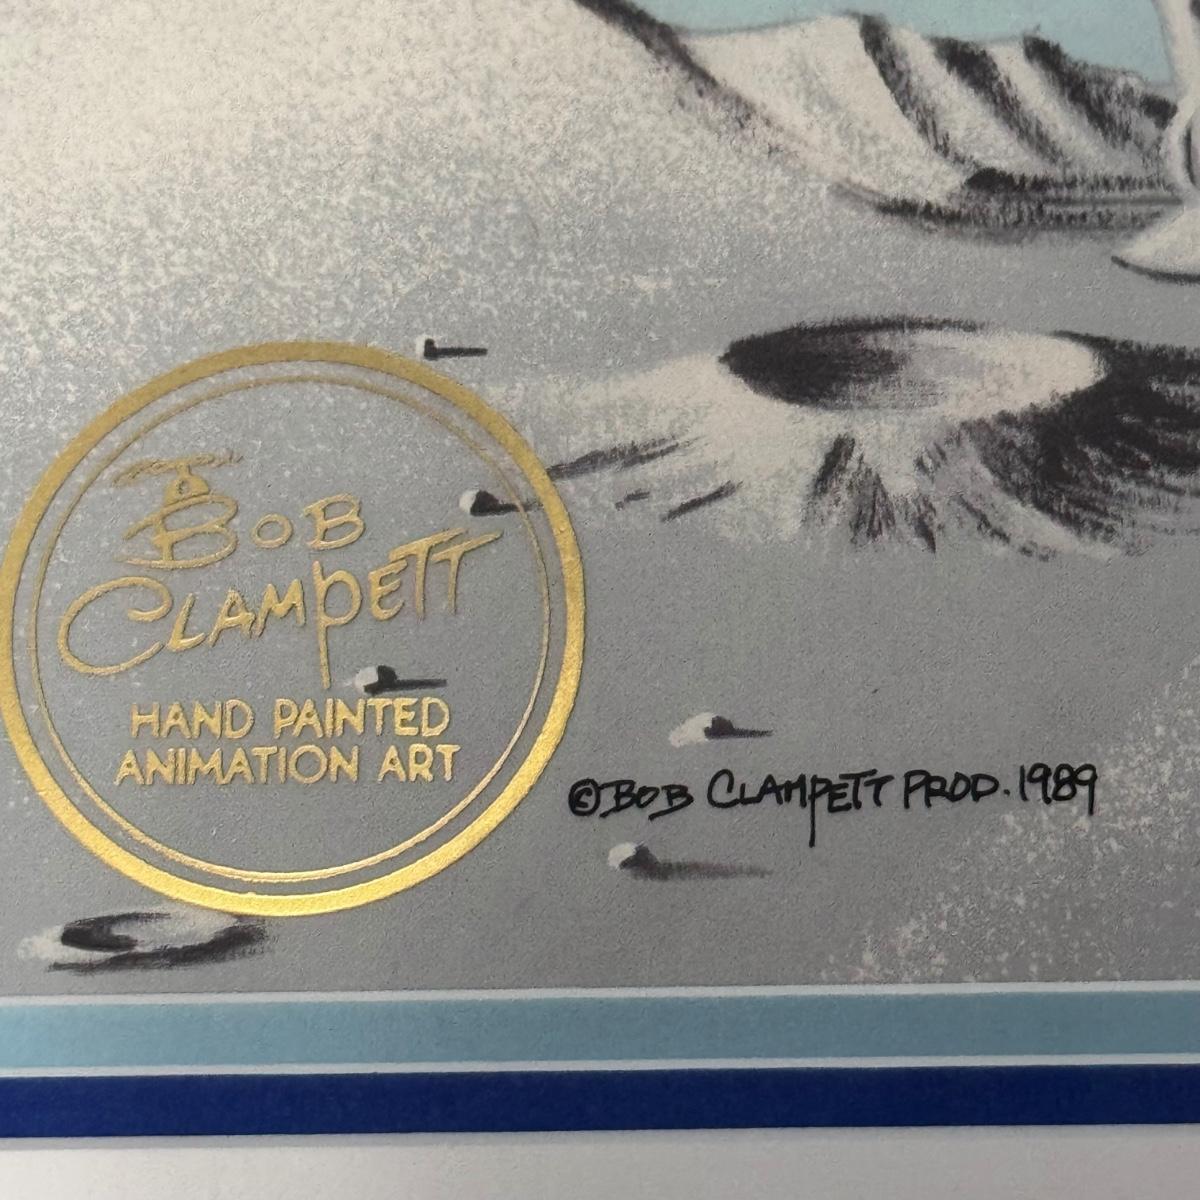 BOB
CLAMPETT
HAND PAINTED
ANIMATION ART
©BOB CLAMPETT PROD. 1989